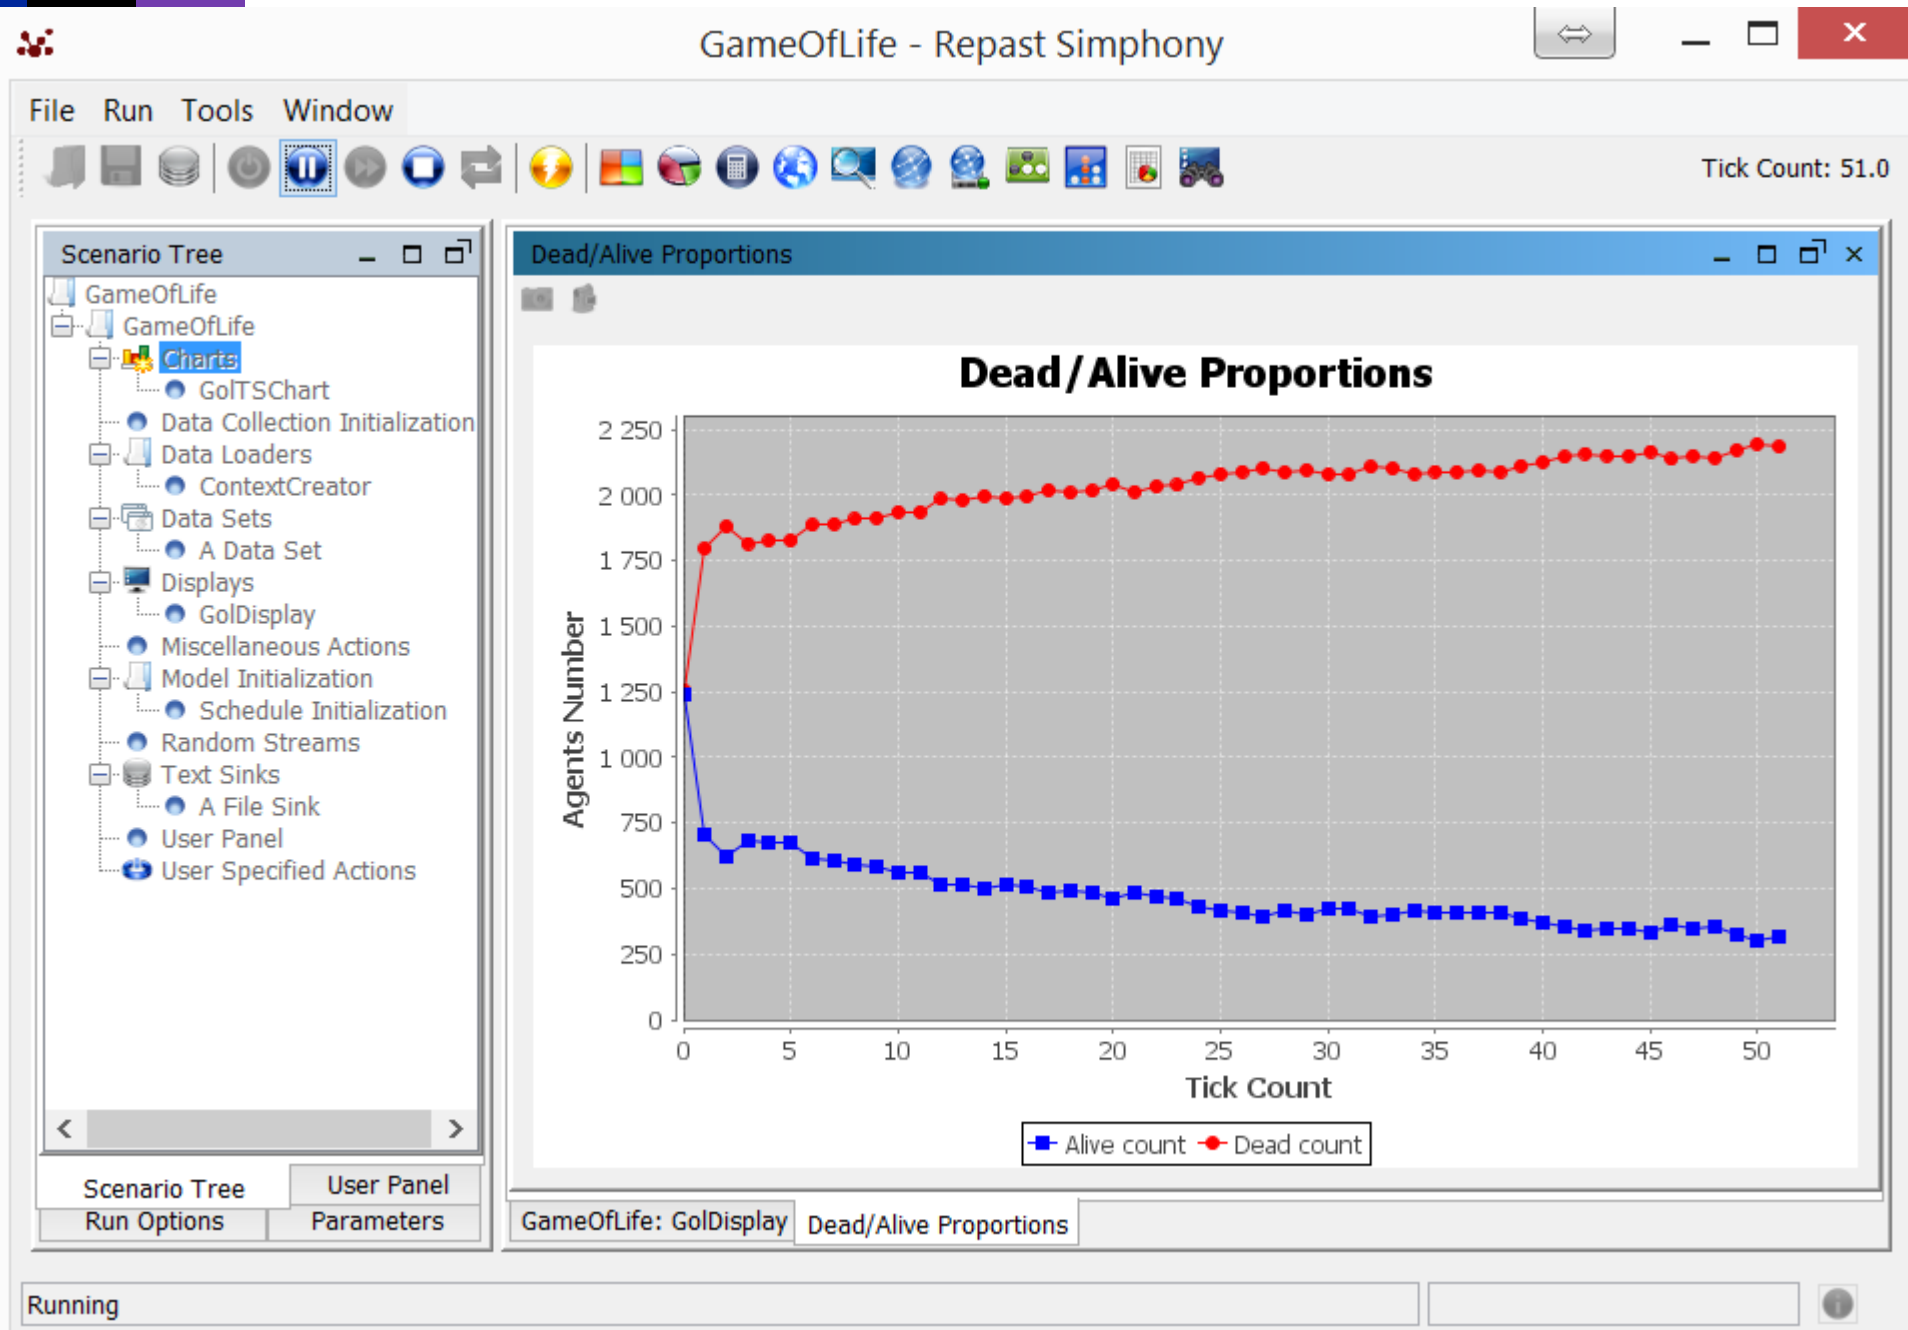 GameOfLife - Repast Simphony
File Run Tools Window
Tick Count: 51.0
Scenario Tree
GameOfLife
GameOfLife
Charts
GolTSChart
Data Collection Initialization
Data Loaders
ContextCreator
Data Sets
A Data Set
Displays
GolDisplay
Miscellaneous Actions
Model Initialization
Schedule Initialization
Random Streams
Text Sinks
A File Sink
User Panel
User Specified Actions
Scenario Tree
User Panel
Run Options
Parameters
Dead/Alive Proportions
Dead/Alive Proportions
Agents Number
2 250
2 000
1 750
1 500
1 250
1 000
750
500
250
0
0 5 10 15 20 25 30 35 40 45 50
Tick Count
Alive count Dead count
GameOfLife: GolDisplay
Dead/Alive Proportions
Running